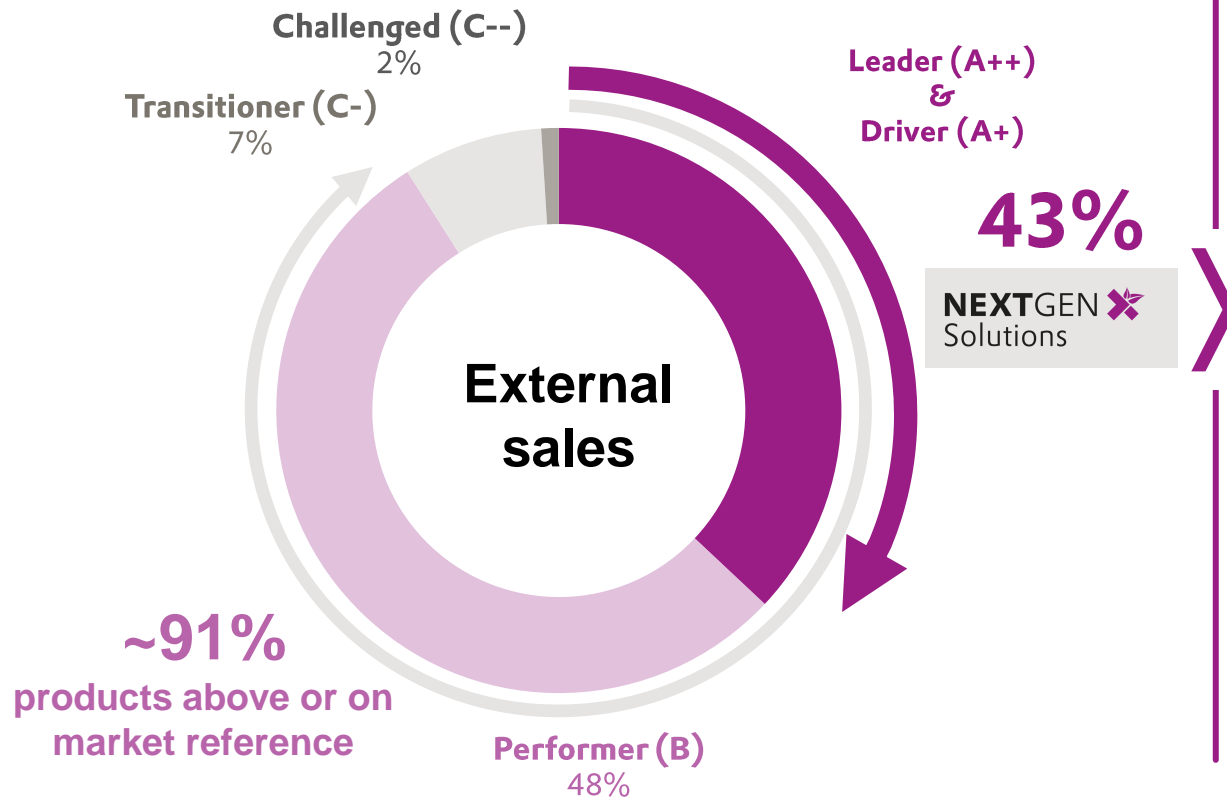 Challenged (C--)
2%
Transitioner (C-)
7%
Leader (A++)
&
Driver (A+)
43%
NEXTGEN
Solutions
External
sales
~91%
products above or on
market reference
Performer (B)
48%